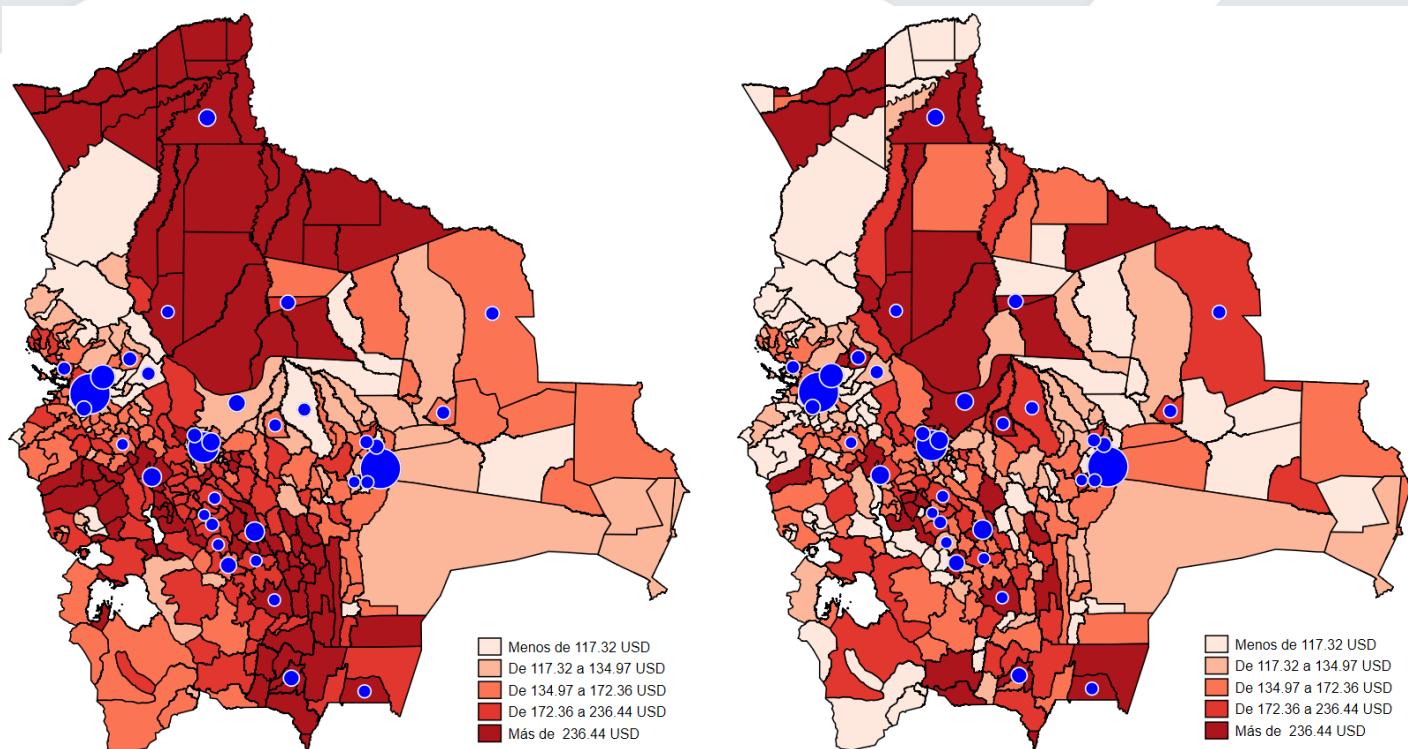 Menos de 117.32 USD
De 117.32 a 134.97 USD
De 134.97 a 172.36 USD
De 172.36 a 236.44 USD
Más de  236.44 USD
Menos de 117.32 USD
De 117.32 a 134.97 USD
De 134.97 a 172.36 USD
De 172.36 a 236.44 USD
Más de  236.44 USD